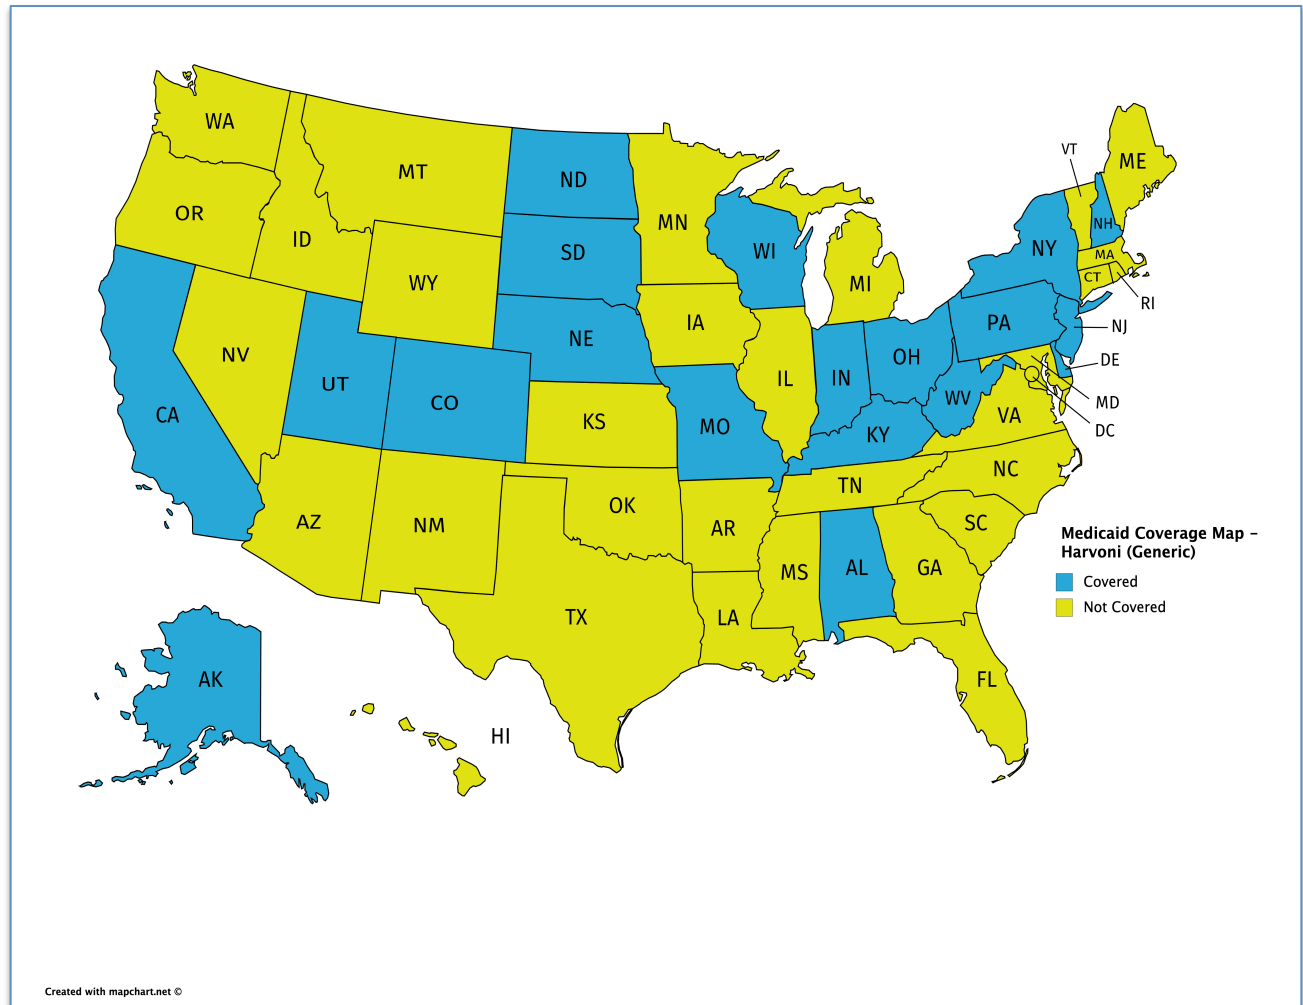 WA
MT
ND
VT
ME
OR
ID
MN
NH
SD
WI
NY
MA
WY
MI
CT
RI
NV
IA
NE
PA
NJ
UT
CO
IL
IN
OH
DE
CA
KS
MO
KY
WV
VA
MD
DC
AZ
NM
OK
AR
TN
NC
SC
MS
AL
GA
TX
LA
FL
AK
HI
Medicaid Coverage Map –
Harvoni (Generic)
Covered
Not Covered
Created with mapchart.net ©